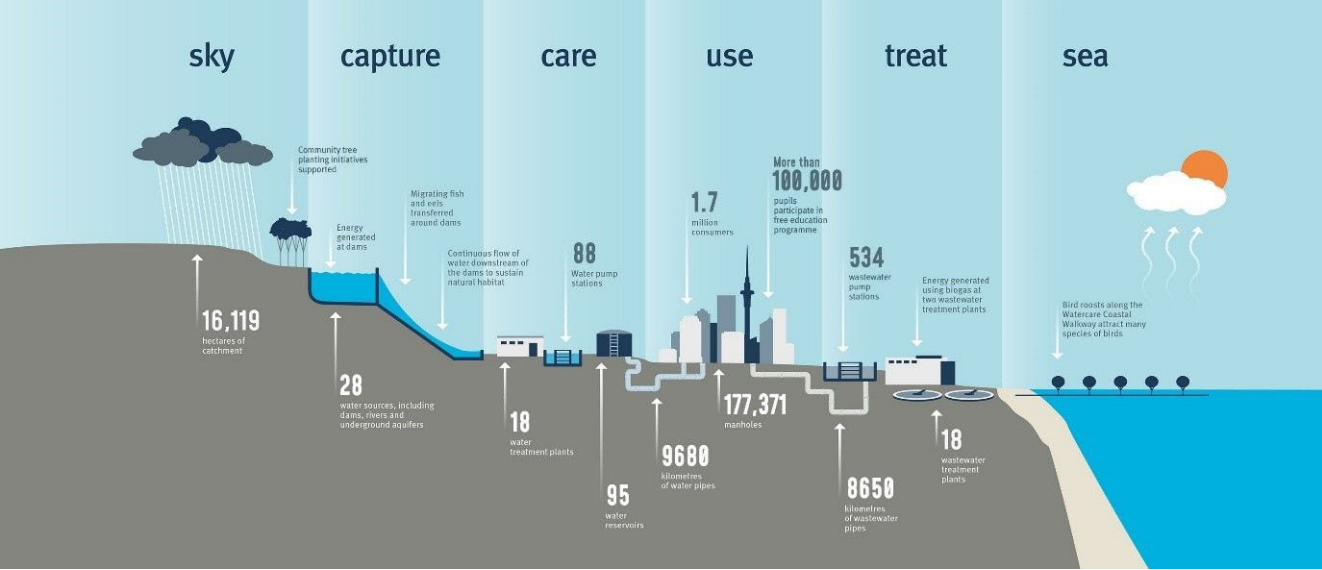 sky
capture
care
use
treat
sea
Community tree
planting initiatives
supported
16,119
hectares of
catchment
Energy
generated
at dams
Migrating fish
and eels
transferred
around dams
Continuous flow of
water downstream of
the dams to sustain
natural habitat
28
water sources, including
dams, rivers and
underground aquifers
88
Water pump
stations
18
water
treatment plants
95
water
reservoirs
1.7
million
consumers
More than
100,000
pupils
participate in
free education
programme
9680
kilometres
of water pipes
177,371
manholes
534
wastewater
pump
stations
Energy generated
using biogas at
two wastewater
treatment plants
8650
kilometres
of wastewater
pipes
18
wastewater
treatment
plants
Bird roosts along the
Watercare Coastal
Walkway attract many
species of birds